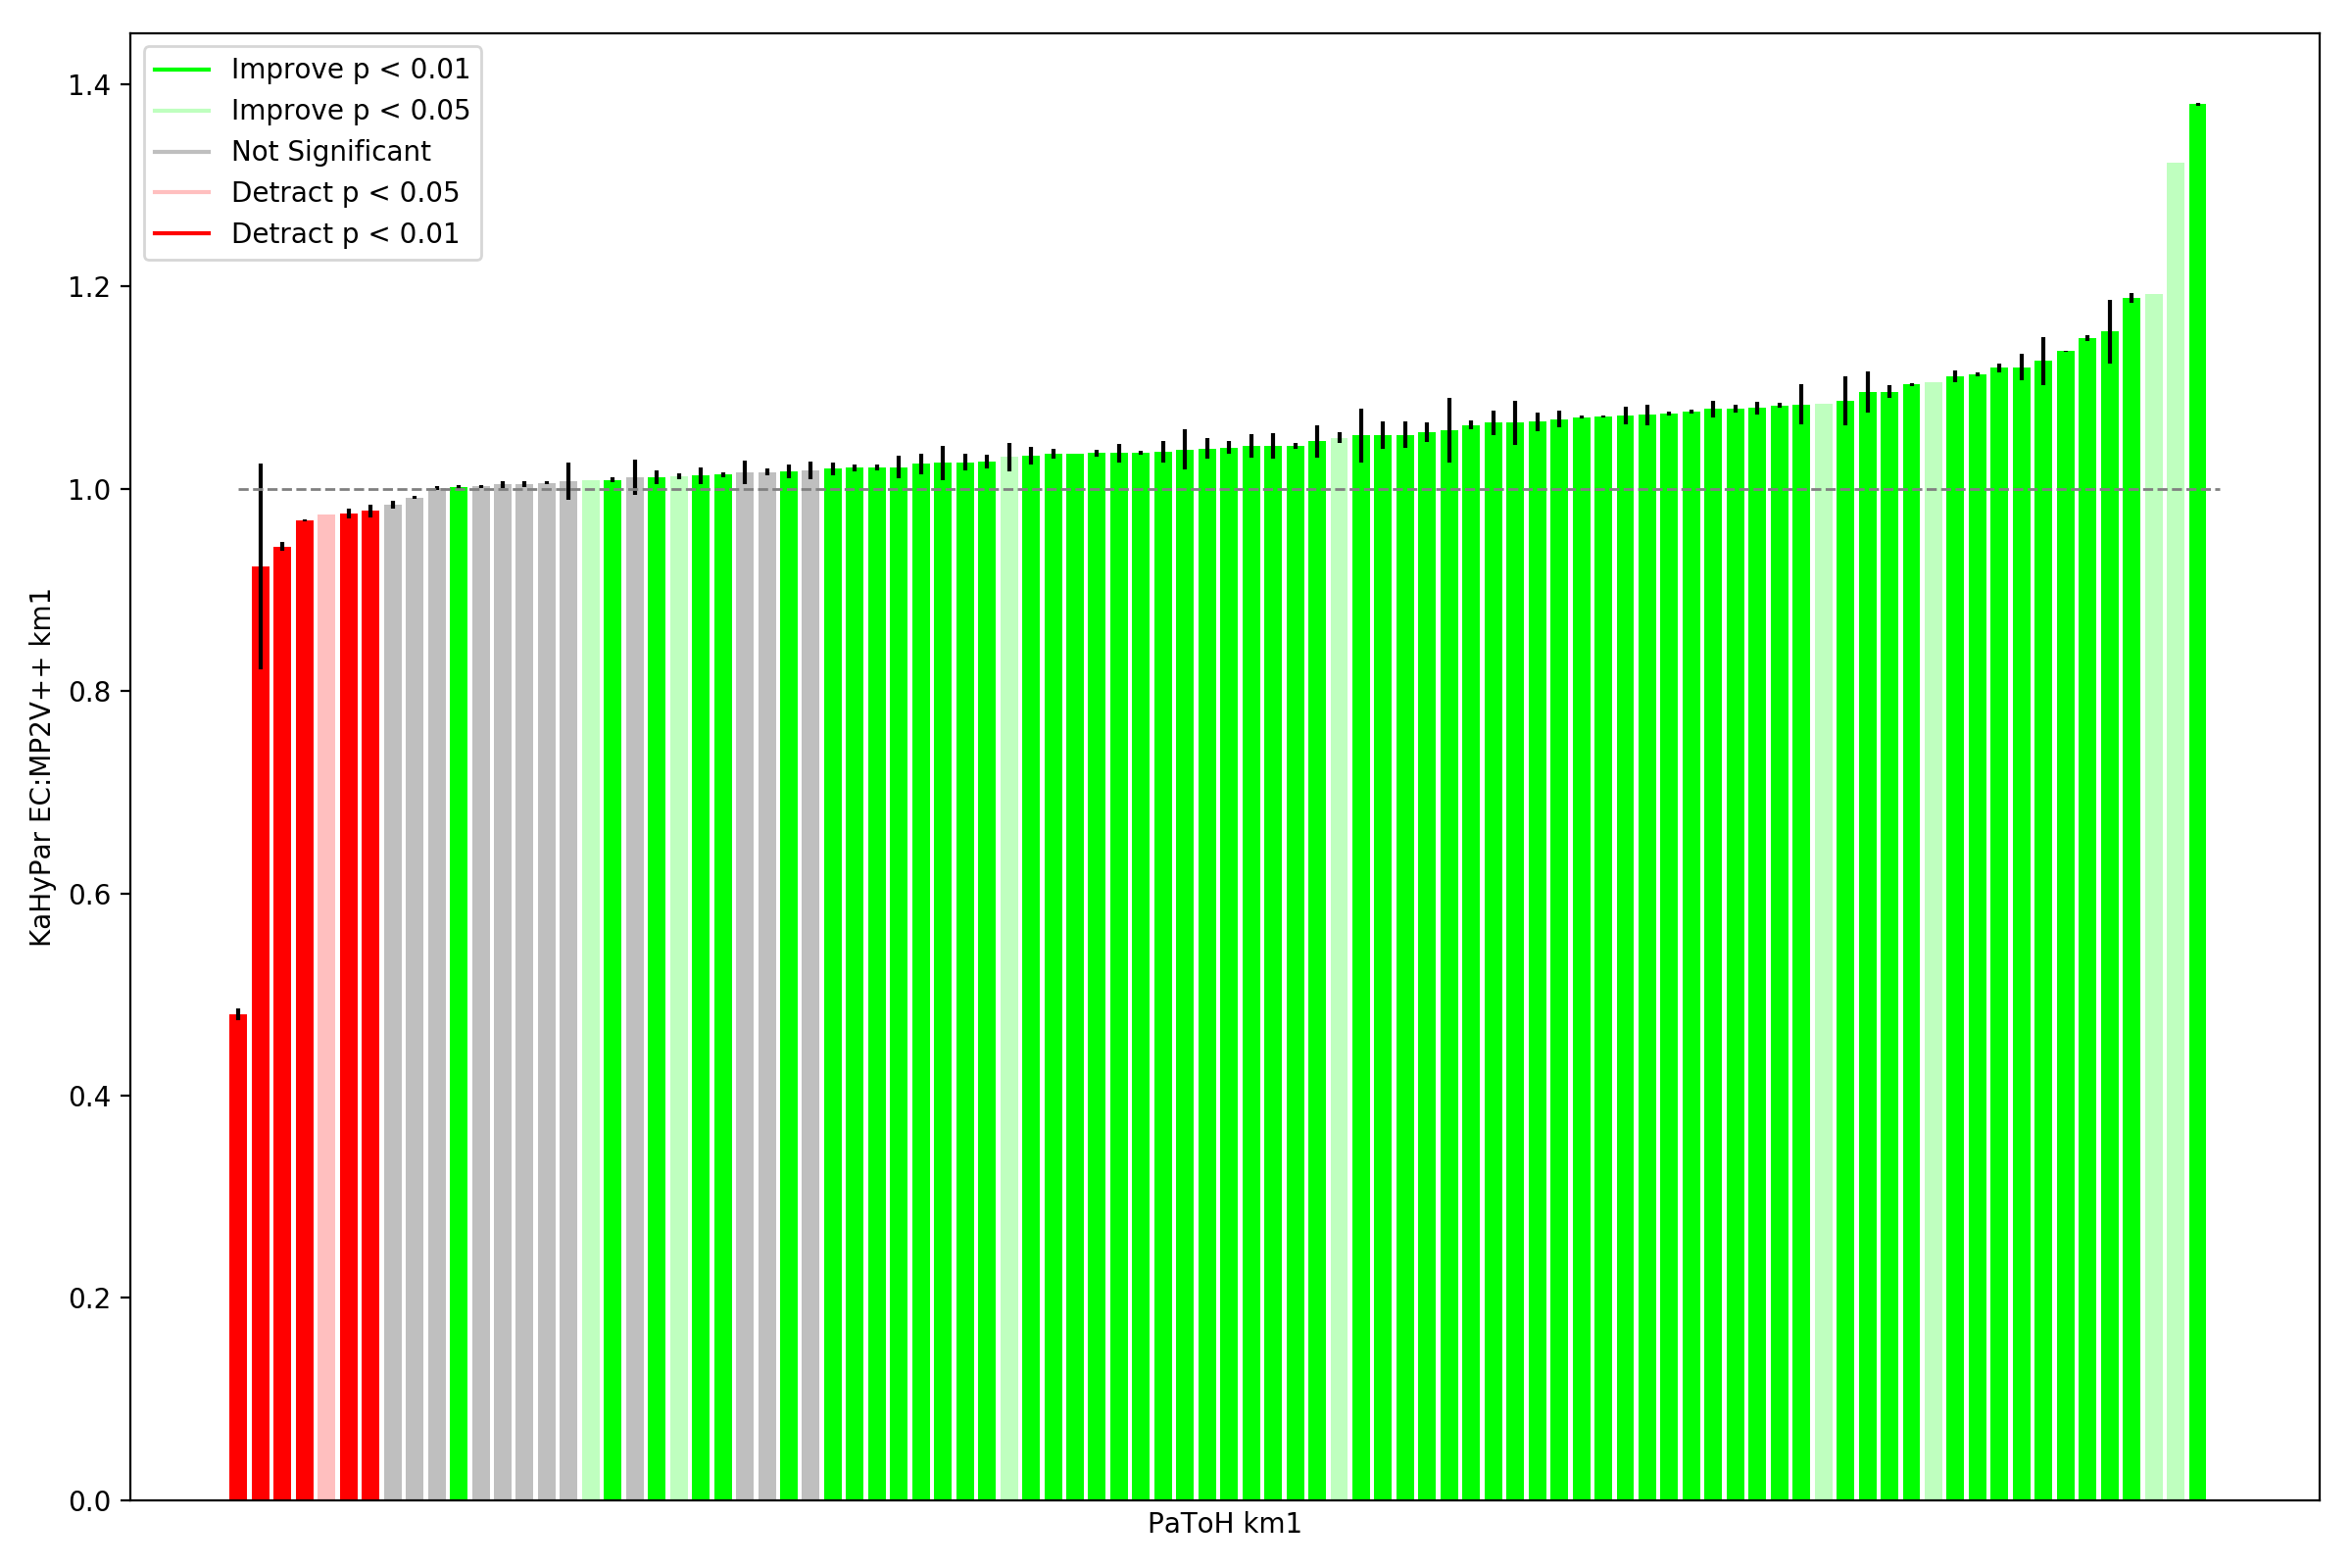 Improve p < 0.01
Improve p < 0.05
Not Significant
Detract p < 0.05
Detract p < 0.01
1.4
1.2
1.0
0.8
0.6
0.4
0.2
0.0
KaHyPar EC:MP2V++ km1
PaToH km1